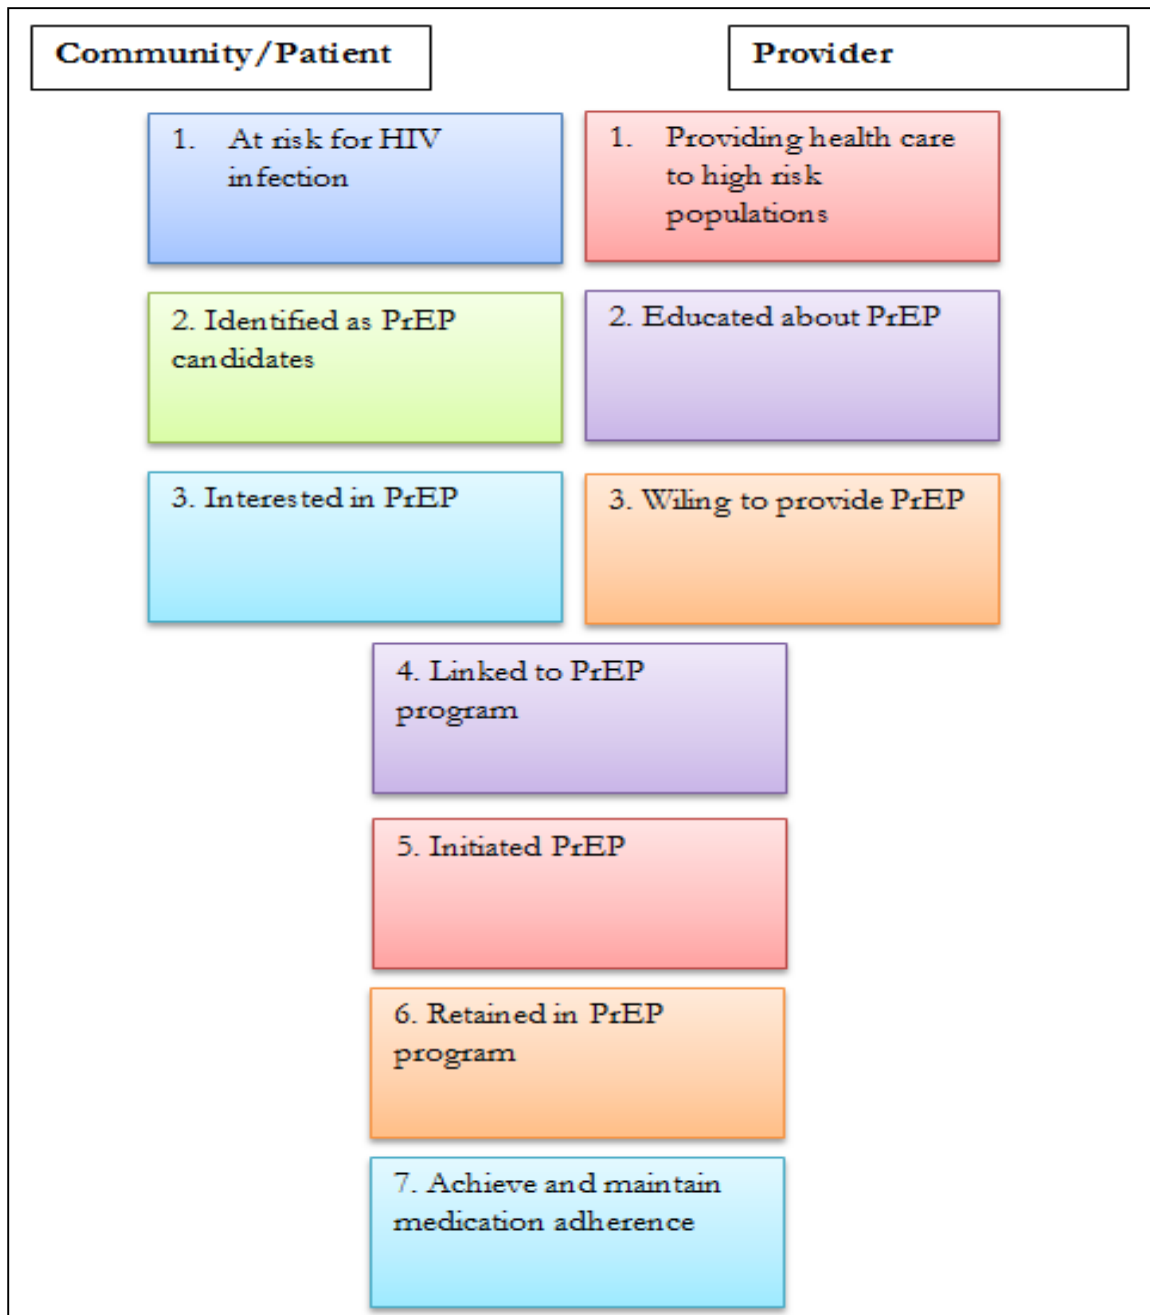 Community/Patient
Provider
1. At risk for HIV
infection
1. Providing health care
to high risk
populations
2. Identified as PrEP
candidates
2. Educated about PrEP
3. Interested in PrEP
3. Wiling to provide PrEP
4. Linked to PrEP
program
5. Initiated PrEP
6. Retained in PrEP
program
7. Achieve and maintain
medication adherence